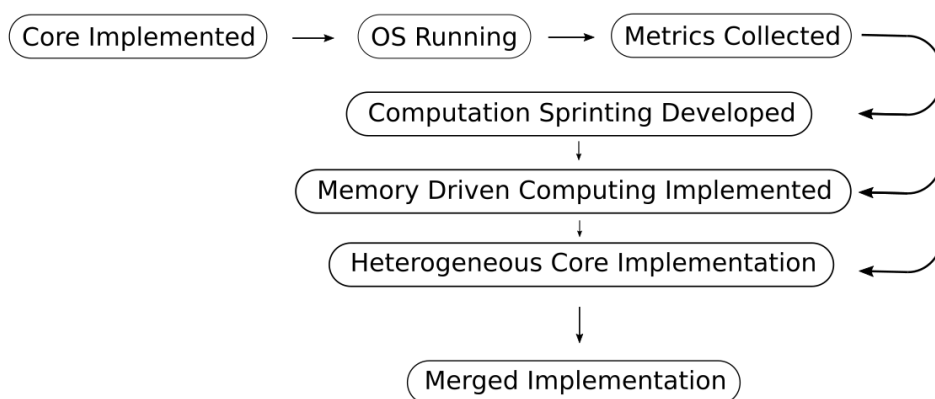 Core Implemented
OS Running
Metrics Collected
Computation Sprinting Developed
Memory Driven Computing Implemented
Heterogeneous Core Implementation
Merged Implementation